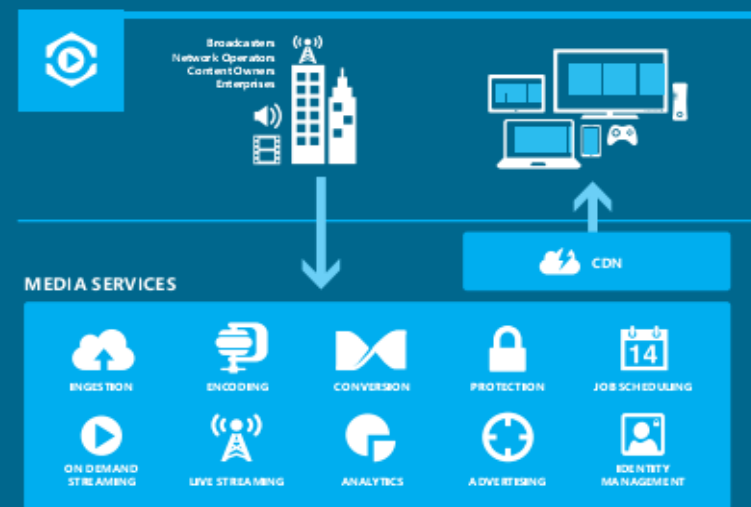 Broadcasters
Network Operators
Content Owners
Enterprises
CDN
MEDIA SERVICES
INGESTION
ENCODING
CONVERSION
PROTECTION
14
JOB SCHEDULING
ON DEMAND
STREAMING
LIVE STREAMING
ANALYTICS
ADVERTISING
IDENTITY
MANAGEMENT